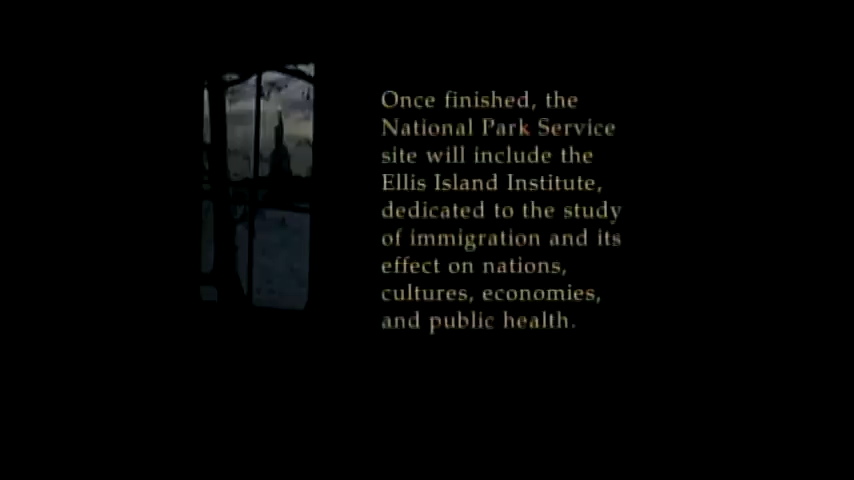 Once finished, the
National Park Service
site will include the
Ellis Island Institute,
dedicated to the study
of immigration and its
effect on nations,
cultures, economies,
and public health.